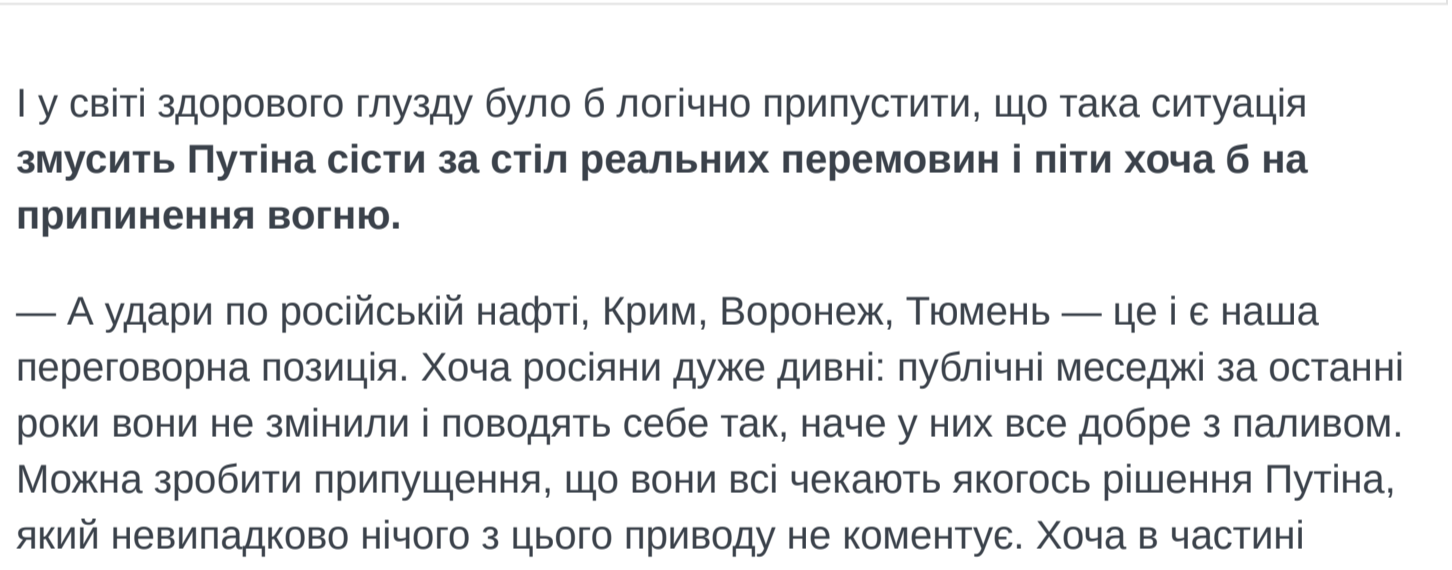 І у світі здорового глузду було б логічно припустити, що така ситуація
змусить Путіна сісти за стіл реальних перемовин і піти хоча б на
припинення вогню.
— А удари по російській нафті, Крим, Воронеж, Тюмень — це і є наша
переговорна позиція. Хоча росіяни дуже дивні: публічні меседжі за останні
роки вони не змінили і поводять себе так, наче у них все добре з паливом.
Можна зробити припущення, що вони всі чекають якогось рішення Путіна,
який невипадково нічого з цього приводу не коментує. Хоча в частині